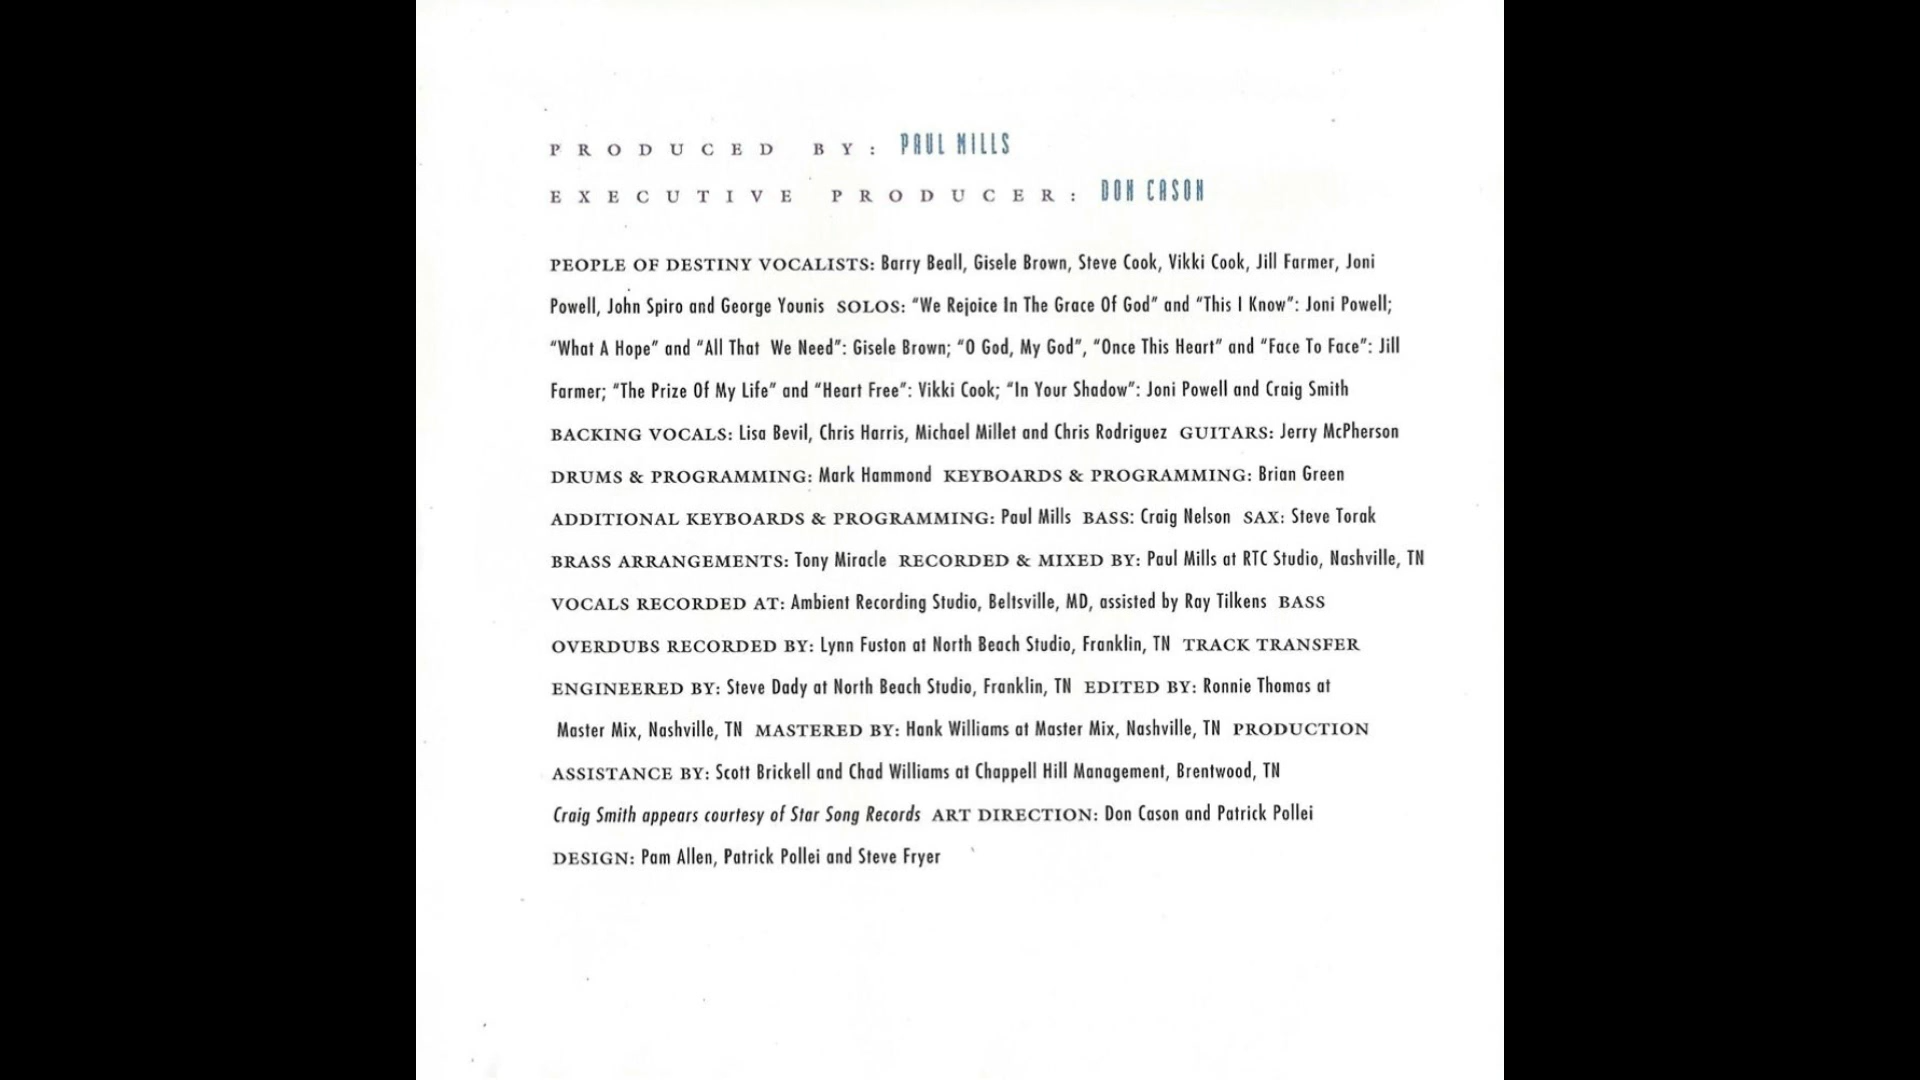 PRODUCED BY: PAUL MILLS
EXECUTIVE PRODUCER: DON CASON
PEOPLE OF DESTINY VOCALISTS: Barry Beall, Gisele Brown, Steve Cook, Vikki Cook, Jill Farmer, Joni
Powell, John Spiro and George Younis SOLOS: “We Rejoice In The Grace Of God” and “This I Know”: Joni Powell;
“What A Hope” and “All That We Need”: Gisele Brown; “O God, My God”, “Once This Heart” and “Face To Face”: Jill
Farmer; “The Prize Of My Life” and “Heart Free”: Vikki Cook; “In Your Shadow”: Joni Powell and Craig Smith
BACKING VOCALS: Lisa Bevil, Chris Harris, Michael Millet and Chris Rodriguez GUITARS: Jerry McPherson
DRUMS & PROGRAMMING: Mark Hammond KEYBOARDS & PROGRAMMING: Brian Green
ADDITIONAL KEYBOARDS & PROGRAMMING: Paul Mills BASS: Craig Nelson SAX: Steve Torak
BRASS ARRANGEMENTS: Tony Miracle RECORDED & MIXED BY: Paul Mills at RTC Studio, Nashville, TN
VOCALS RECORDED AT: Ambient Recording Studio, Beltsville, MD, assisted by Ray Tilkens BASS
OVERDUBS RECORDED BY: Lynn Fuston at North Beach Studio, Franklin, TN TRACK TRANSFER
ENGINEERED BY: Steve Dady at North Beach Studio, Franklin, TN EDITED BY: Ronnie Thomas at
Master Mix, Nashville, TN MASTERED BY: Hank Williams at Master Mix, Nashville, TN PRODUCTION
ASSISTANCE BY: Scott Brickell and Chad Williams at Chappell Hill Management, Brentwood, TN
Craig Smith appears courtesy of Star Song Records ART DIRECTION: Don Cason and Patrick Pollei
DESIGN: Pam Allen, Patrick Pollei and Steve Fryer